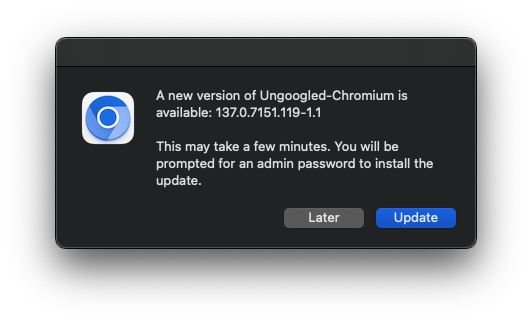 A new version of Ungoogled-Chromium is
available: 137.0.7151.119-1.1
This may take a few minutes. You will be
prompted for an admin password to install the
update.
Later
Update